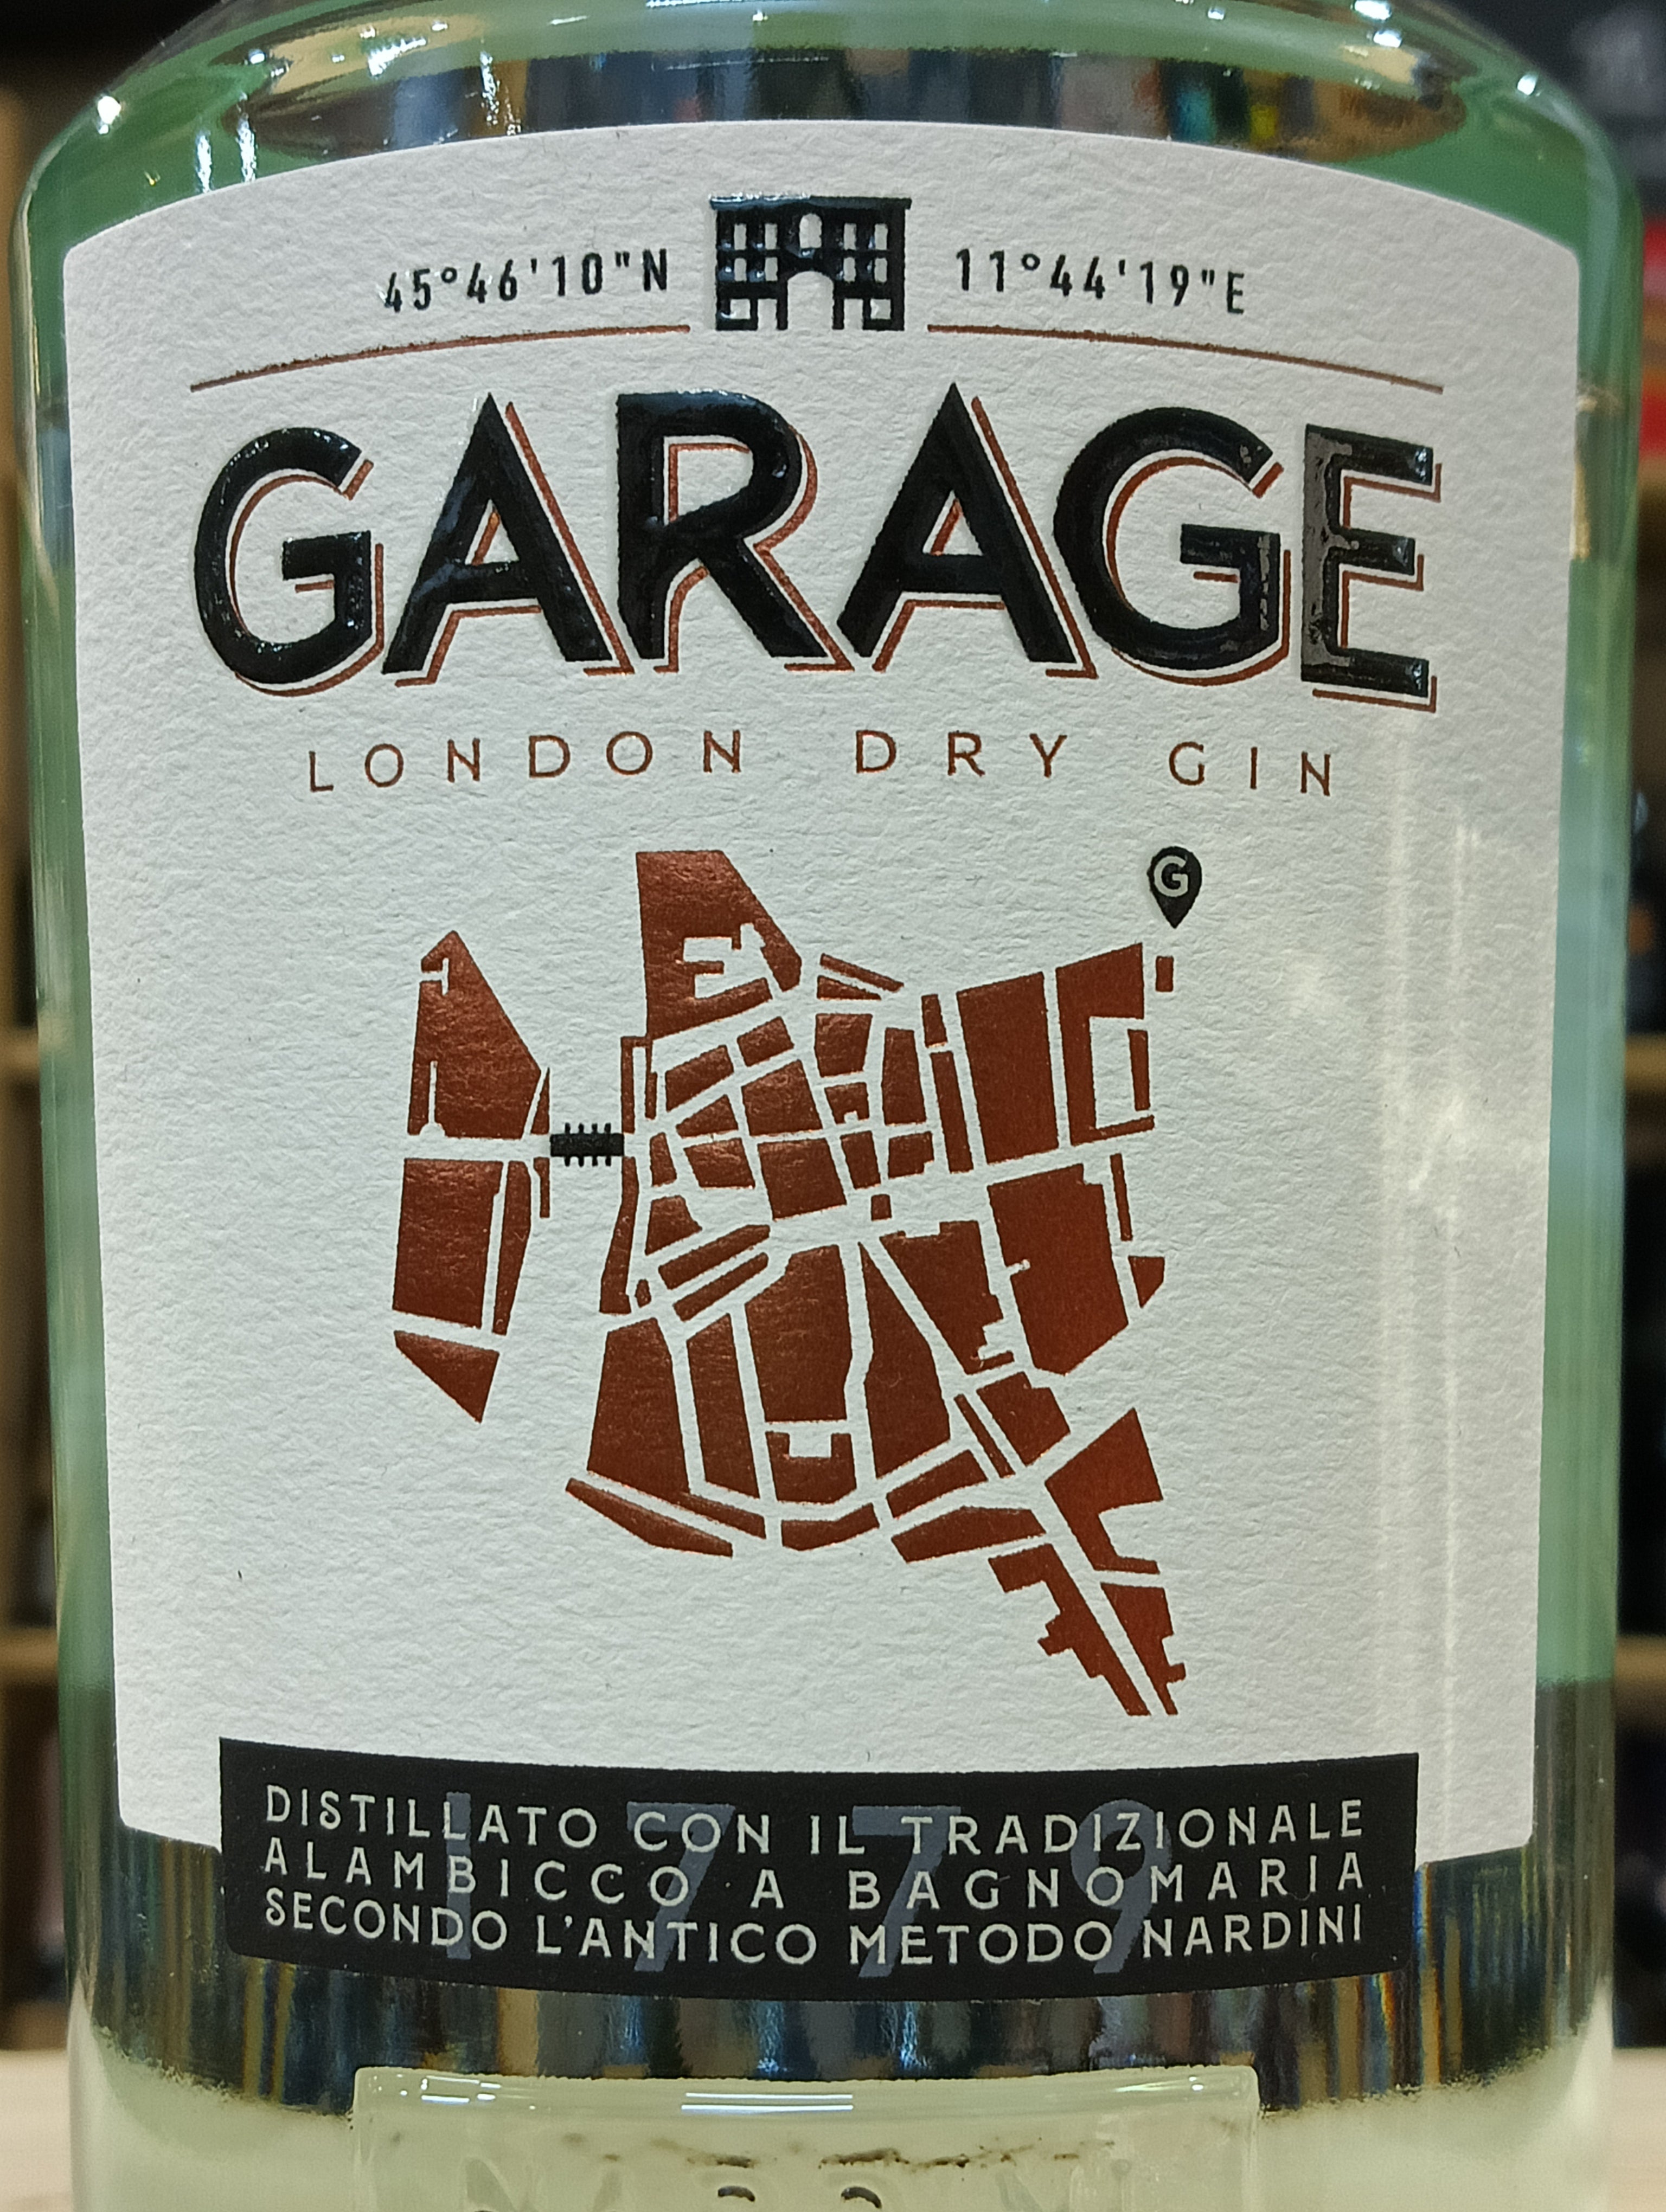 45°46'10"N 11°44'19"E
GARAGE
LONDON DRY GIN
G
1779
DISTILLATO CON IL TRADIZIONALE
ALAMBICCO A BAGNOMARIA
SECONDO L'ANTICO METODO NARDINI